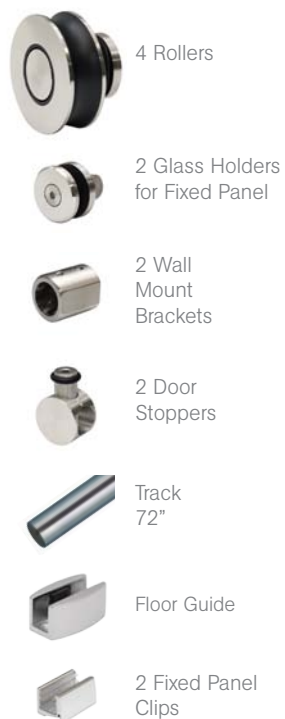 4 Rollers
2 Glass Holders
for Fixed Panel
2 Wall
Mount
Brackets
2 Door
Stoppers
Track
72”
Floor Guide
2 Fixed Panel
Clips